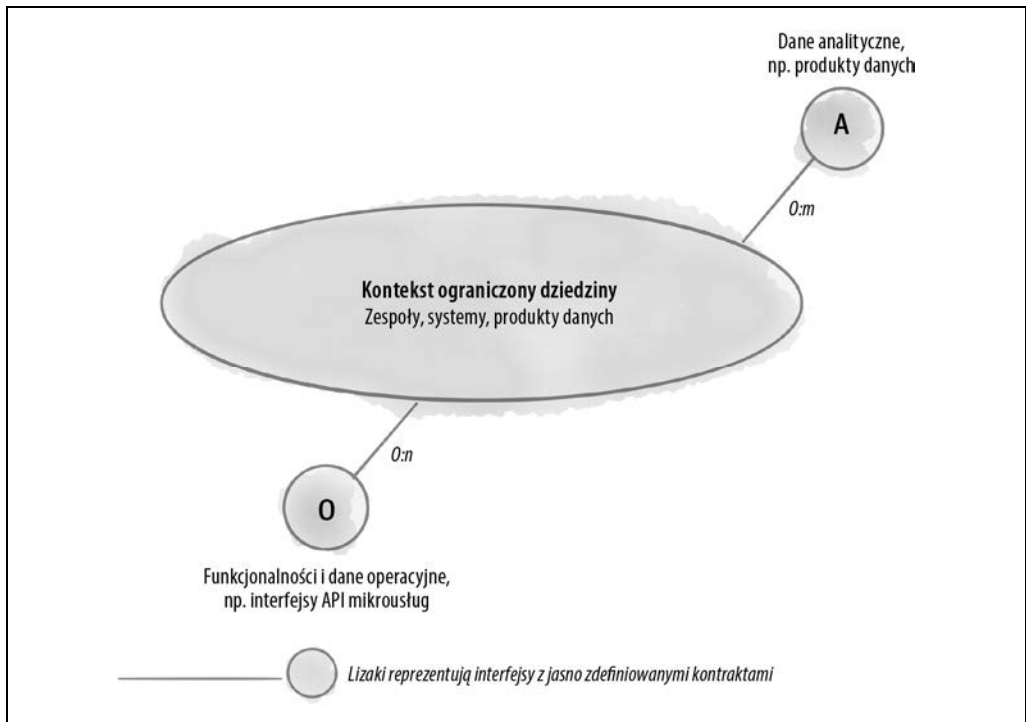 Dane analityczne,
np. produkty danych
A
0:m
Kontekst ograniczony dziedziny
Zespoły, systemy, produkty danych
0:n
O
Funkcjonalności i dane operacyjne,
np. interfejsy API mikrousług
Lizaki reprezentują interfejsy z jasno zdefiniowanymi kontraktami